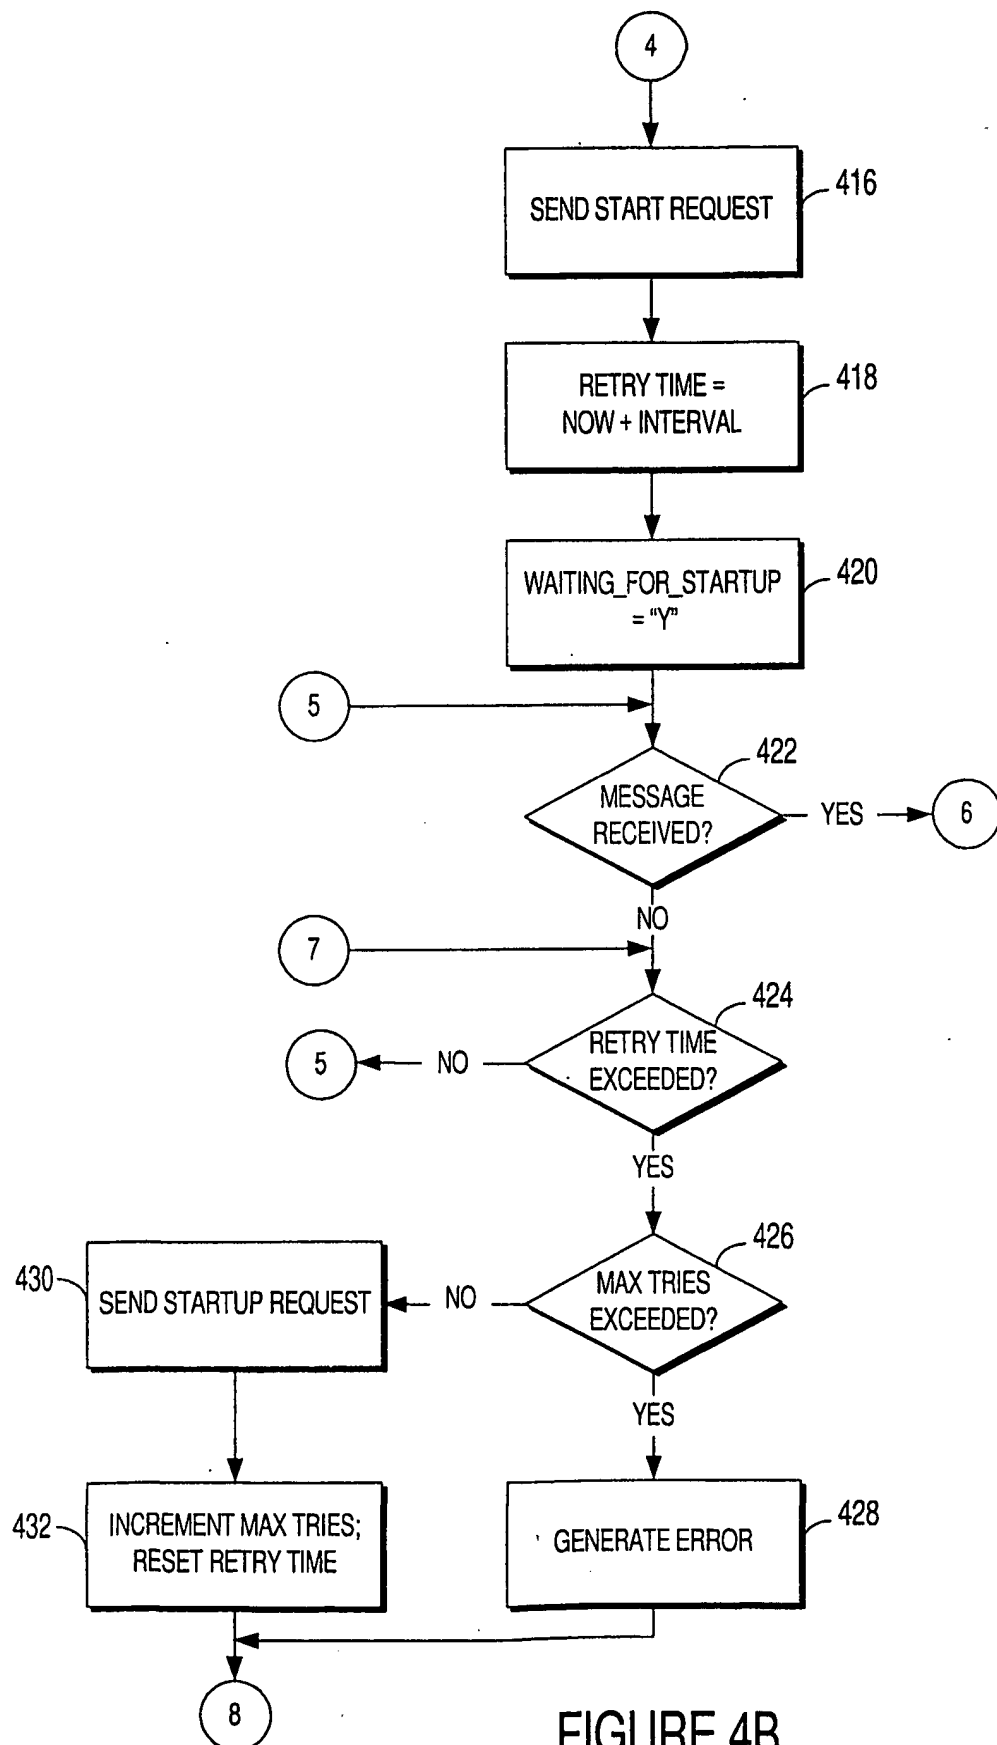 4
SEND START REQUEST
416
RETRY TIME =
NOW + INTERVAL
418
WAITING_FOR_STARTUP
= "Y"
420
5
422
MESSAGE
RECEIVED?
YES
6
NO
7
424
RETRY TIME
EXCEEDED?
NO
5
YES
426
MAX TRIES
EXCEEDED?
NO
430
SEND STARTUP REQUEST
YES
432
INCREMENT MAX TRIES;
RESET RETRY TIME
GENERATE ERROR
428
8
FIGURE 4B